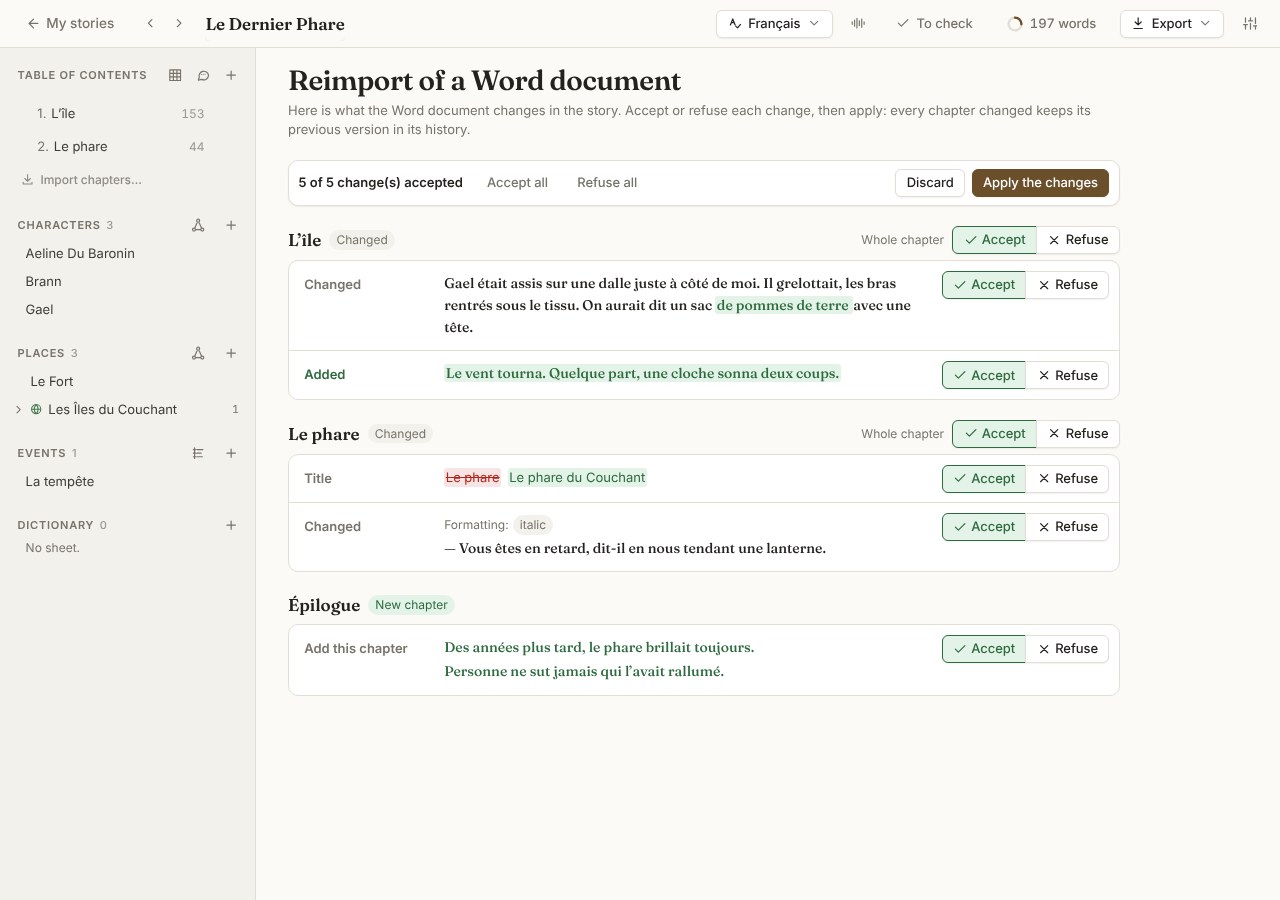 My stories
Le Dernier Phare
Français
To check
197 words
Export
TABLE OF CONTENTS
1. L’île 153
2. Le phare 44
Import chapters...
CHARACTERS 3
Aeline Du Baronin
Brann
Gael
PLACES 3
Le Fort
Les Îles du Couchant 1
EVENTS 1
La tempête
DICTIONARY 0
No sheet.
Reimport of a Word document
Here is what the Word document changes in the story. Accept or refuse each change, then apply: every chapter changed keeps its
previous version in its history.
5 of 5 change(s) accepted Accept all Refuse all Discard Apply the changes
L’île Changed Whole chapter Accept Refuse
Changed Gael était assis sur une dalle juste à côté de moi. Il grelottait, les bras Accept Refuse
rentrés sous le tissu. On aurait dit un sac de pommes de terre avec une
tête.
Added Le vent tourna. Quelque part, une cloche sonna deux coups. Accept Refuse
Le phare Changed Whole chapter Accept Refuse
Title Le phare Le phare du Couchant Accept Refuse
Changed Formatting: italic Accept Refuse
— Vous êtes en retard, dit-il en nous tendant une lanterne.
Épilogue New chapter
Add this chapter Des années plus tard, le phare brillait toujours. Accept Refuse
Personne ne sut jamais qui l’avait rallumé.